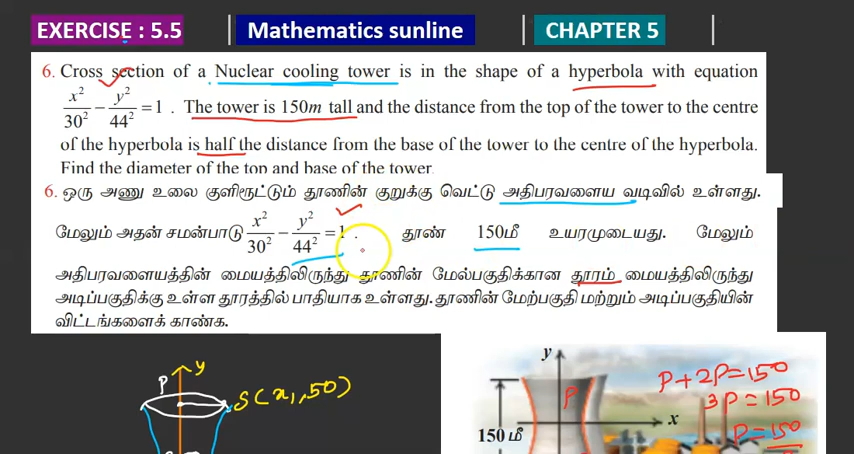 EXERCISE : 5.5
Mathematics sunline
CHAPTER 5
6. Cross section of a Nuclear cooling tower is in the shape of a hyperbola with equation
x²/30² − y²/44² = 1 . The tower is 150m tall and the distance from the top of the tower to the centre
of the hyperbola is half the distance from the base of the tower to the centre of the hyperbola.
Find the diameter of the top and base of the tower.
6. ஒரு அணு உலை குளிரூட்டும் தூணின் குறுக்கு வெட்டு அதிபரவளைய வடிவில் உள்ளது.
மேலும் அதன் சமன்பாடு x²/30² − y²/44² = 1 . தூண் 150மீ உயரமுடையது. மேலும்
அதிபரவளையத்தின் மையத்திலிருந்து தூணின் மேல்பகுதிக்கான தூரம் மையத்திலிருந்து
அடிப்பகுதிக்கு உள்ள தூரத்தில் பாதியாக உள்ளது. தூணின் மேற்பகுதி மற்றும் அடிப்பகுதியின்
விட்டங்களைக் காண்க.
P
y
S(x₁,50)
y
P
x
150 மீ
P+2P=150
3P=150
P=150